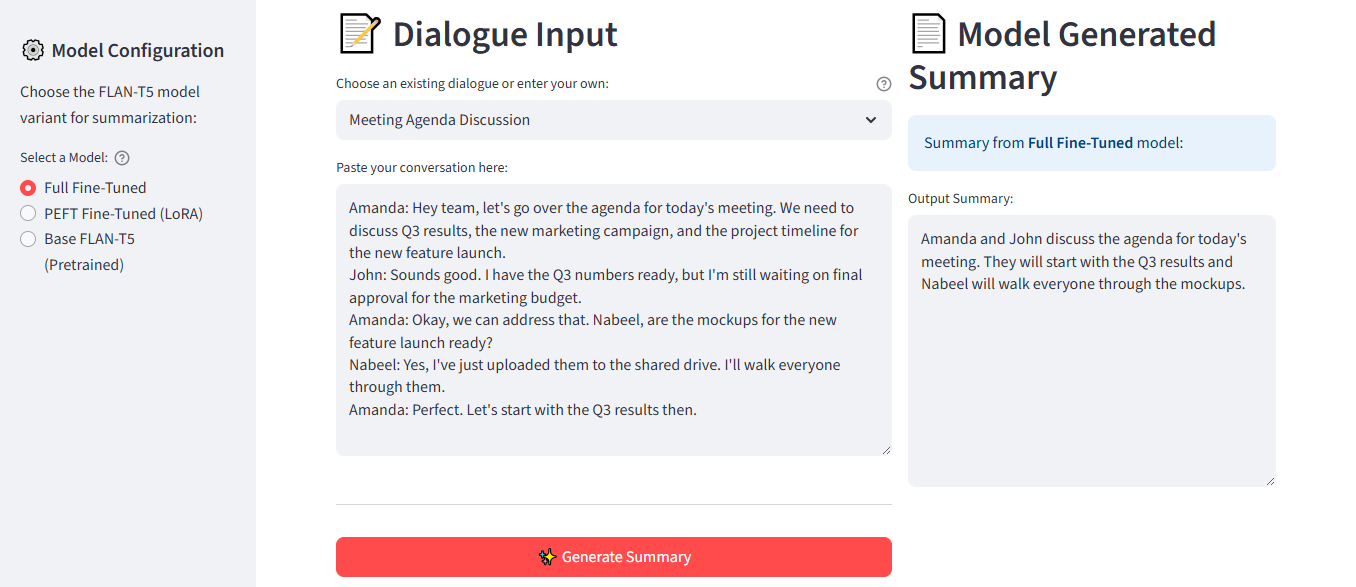 Model Configuration
Choose the FLAN-T5 model
variant for summarization:
Select a Model:
Full Fine-Tuned
PEFT Fine-Tuned (LoRA)
Base FLAN-T5
(Pretrained)
Dialogue Input
Choose an existing dialogue or enter your own:
Meeting Agenda Discussion
Paste your conversation here:
Amanda: Hey team, let's go over the agenda for today's meeting. We need to
discuss Q3 results, the new marketing campaign, and the project timeline for
the new feature launch.
John: Sounds good. I have the Q3 numbers ready, but I'm still waiting on final
approval for the marketing budget.
Amanda: Okay, we can address that. Nabeel, are the mockups for the new
feature launch ready?
Nabeel: Yes, I've just uploaded them to the shared drive. I'll walk everyone
through them.
Amanda: Perfect. Let's start with the Q3 results then.
Generate Summary
Model Generated
Summary
Summary from Full Fine-Tuned model:
Output Summary:
Amanda and John discuss the agenda for today's
meeting. They will start with the Q3 results and
Nabeel will walk everyone through the mockups.